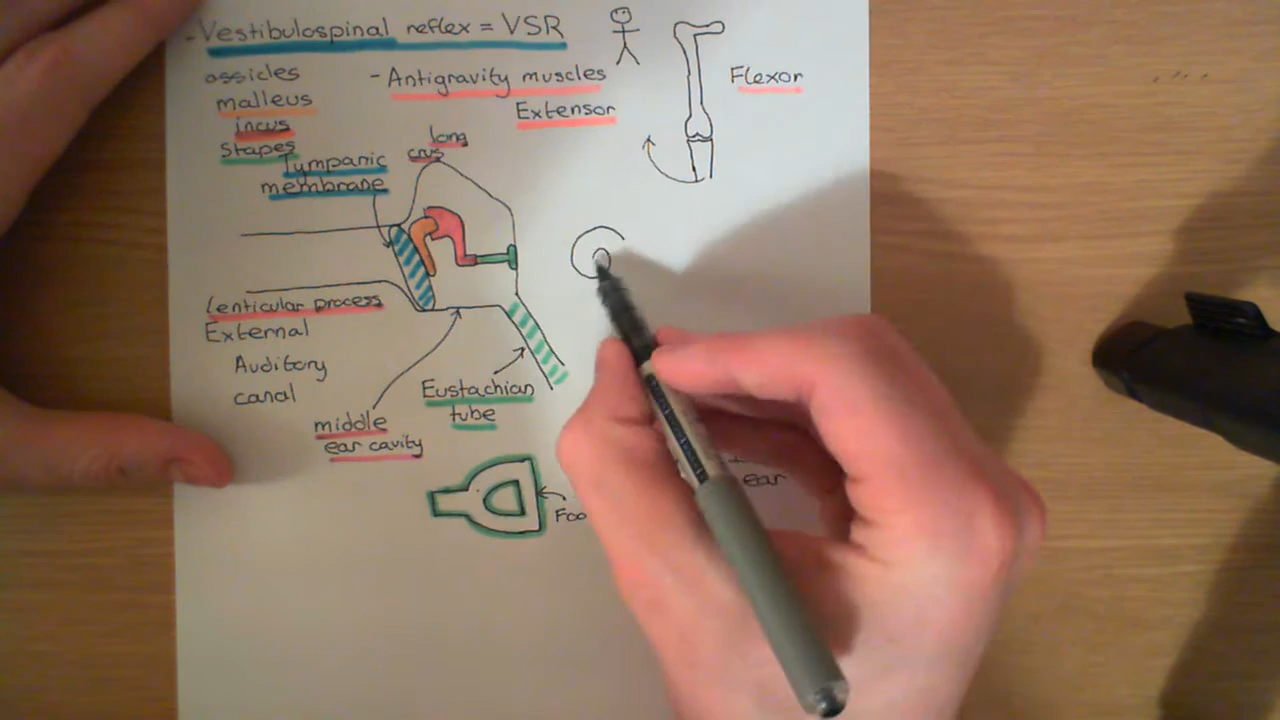 -Vestibulospinal reflex = VSR
ossicles
malleus
incus
stapes
- Antigravity muscles
Extensor
Flexor
long
crus
Tympanic
membrane
lenticular process
External
Auditory
canal
middle
ear cavity
Eustachian
tube
Foo
ear